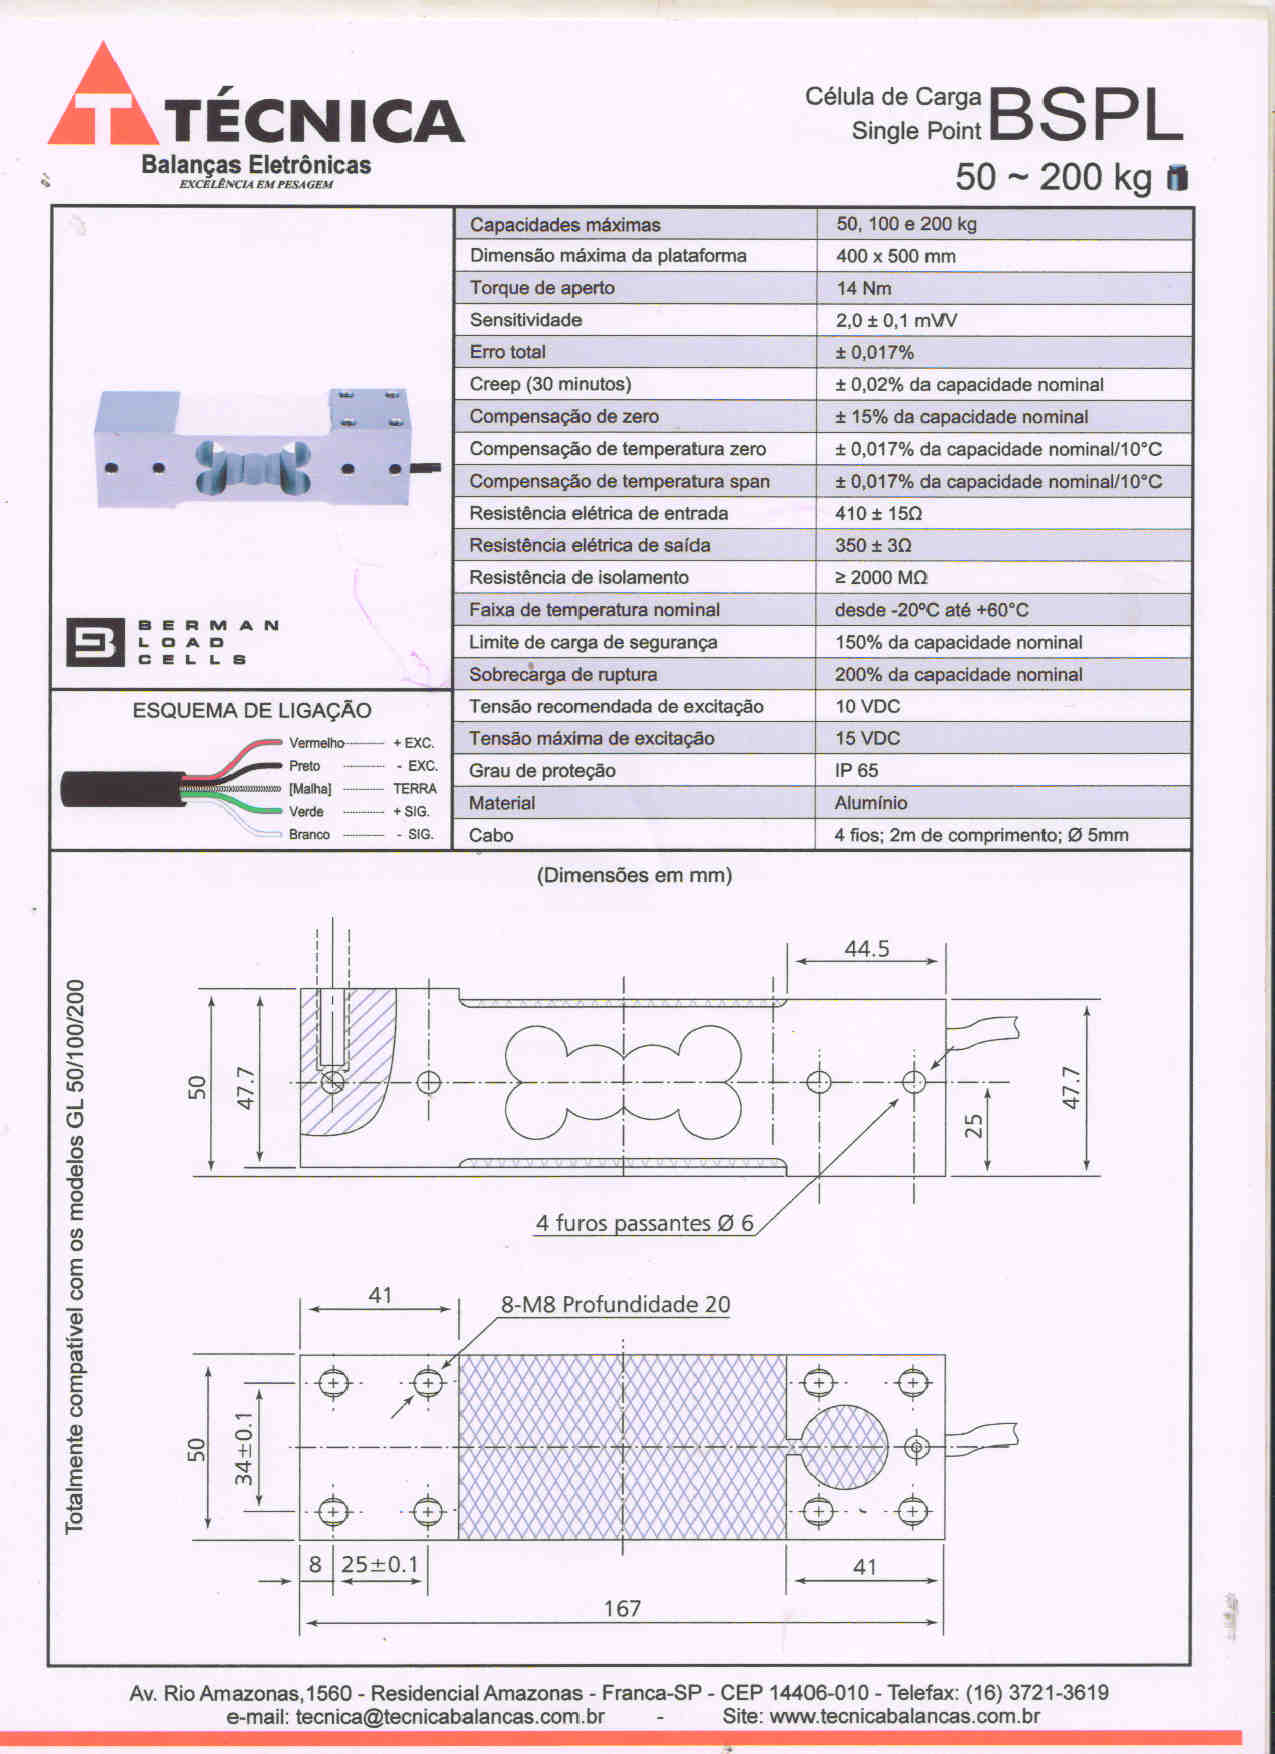 T TÉCNICA
Balanças Eletrônicas
EXCELÊNCIA EM PESAGEM
Célula de Carga
Single Point
BSPL
50 ~ 200 kg
Capacidades máximas 50, 100 e 200 kg
Dimensão máxima da plataforma 400 x 500 mm
Torque de aperto 14 Nm
Sensitividade 2,0 ± 0,1 mV/V
Erro total ± 0,017%
Creep (30 minutos) ± 0,02% da capacidade nominal
Compensação de zero ± 15% da capacidade nominal
Compensação de temperatura zero ± 0,017% da capacidade nominal/10°C
Compensação de temperatura span ± 0,017% da capacidade nominal/10°C
Resistência elétrica de entrada 410 ± 15Ω
Resistência elétrica de saída 350 ± 3Ω
Resistência de isolamento ≥ 2000 MΩ
Faixa de temperatura nominal desde -20ºC até +60°C
Limite de carga de segurança 150% da capacidade nominal
Sobrecarga de ruptura 200% da capacidade nominal
Tensão recomendada de excitação 10 VDC
Tensão máxima de excitação 15 VDC
Grau de proteção IP 65
Material Alumínio
Cabo 4 fios; 2m de comprimento; Ø 5mm
B BERMAN
LOAD
CELLS
ESQUEMA DE LIGAÇÃO
Vermelho ----------- + EXC.
Preto ----------- - EXC.
[Malha] ----------- TERRA
Verde ----------- + SIG.
Branco ----------- - SIG.
(Dimensões em mm)
Totalmente compatível com os modelos GL 50/100/200
44.5
50
47.7
25
47.7
4 furos passantes Ø 6
41
8-M8 Profundidade 20
50
34±0.1
8
25±0.1
41
167
Av. Rio Amazonas,1560 - Residencial Amazonas - Franca-SP - CEP 14406-010 - Telefax: (16) 3721-3619
e-mail: tecnica@tecnicabalancas.com.br - Site: www.tecnicabalancas.com.br